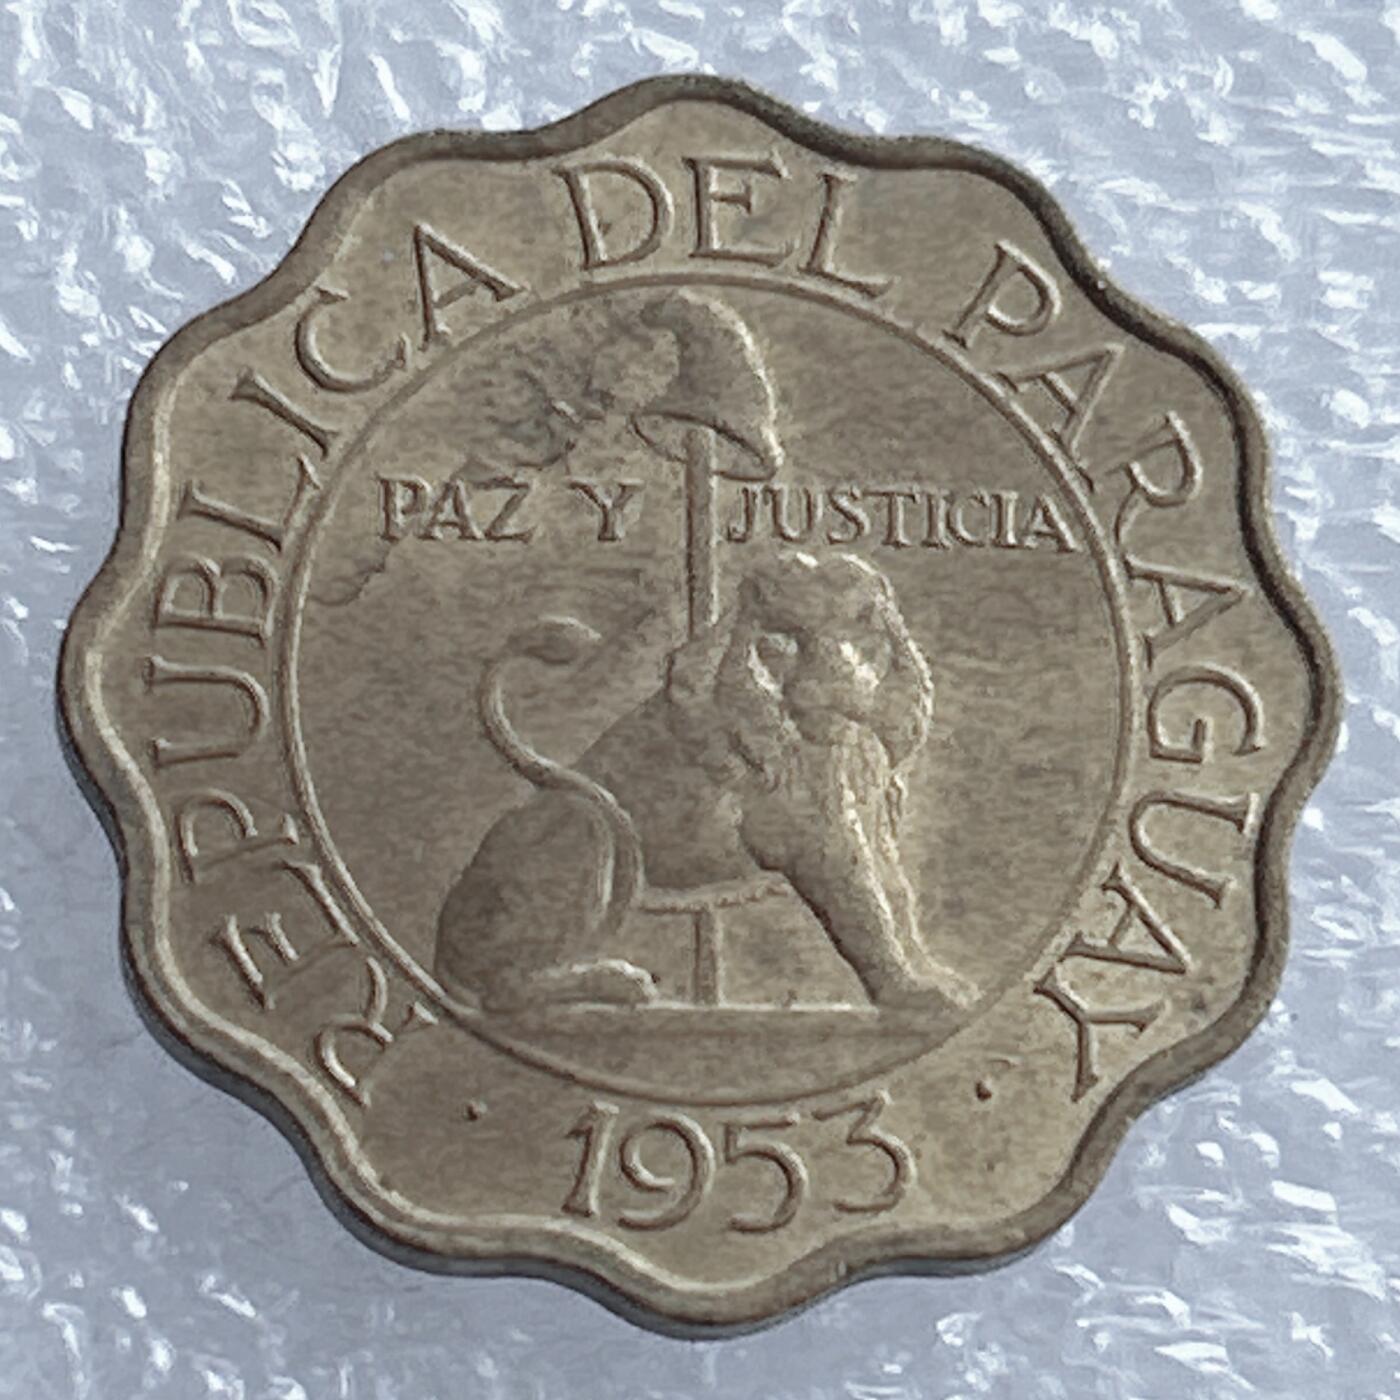 REPUBLICA DEL PARAGUAY
PAZ Y JUSTICIA
· 1953 ·